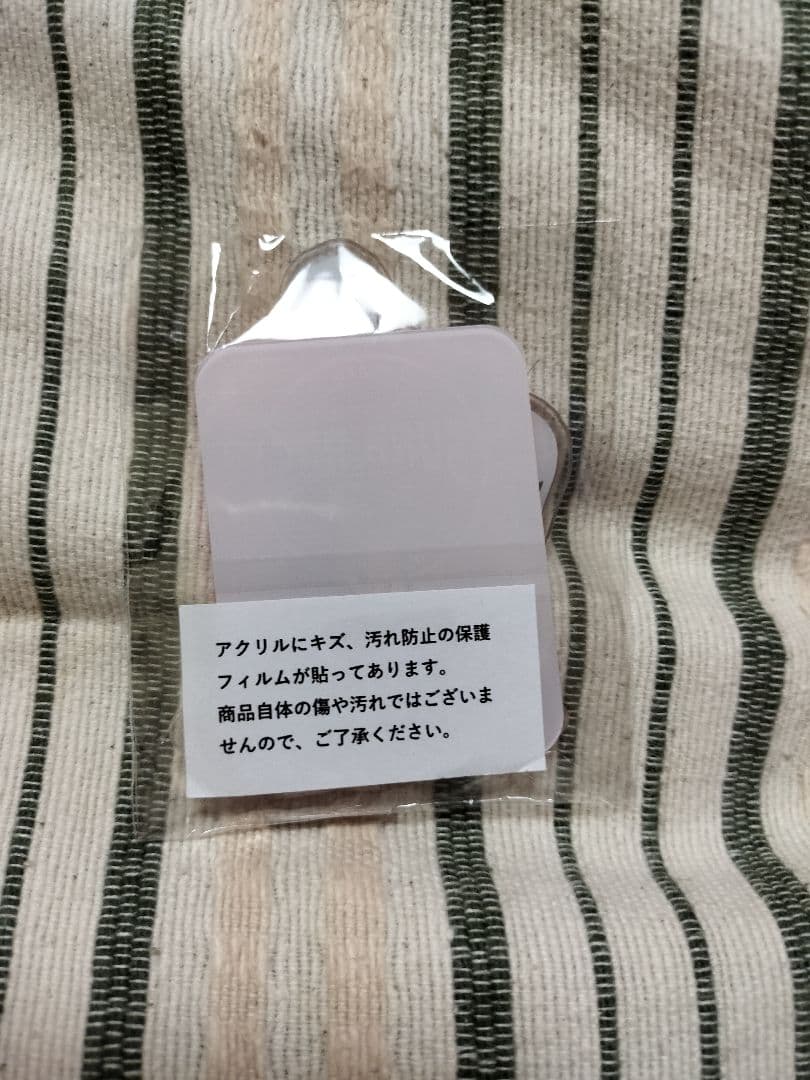 アクリルにキズ、汚れ防止の保護
フィルムが貼ってあります。
商品自体の傷や汚れではございま
せんので、ご了承ください。